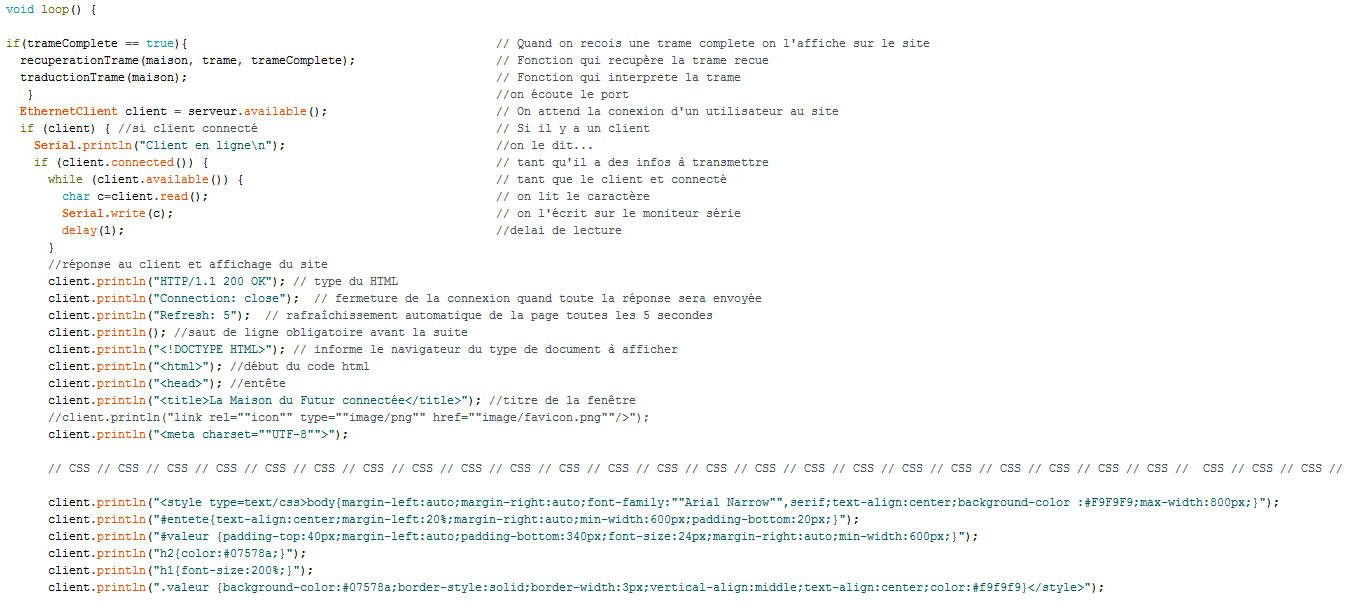 void loop() {
if(trameComplete == true){ // Quand on recois une trame complete on l'affiche sur le site
recuperationTrame(maison, trame, trameComplete); // Fonction qui recupère la trame recue
traductionTrame(maison); // Fonction qui interprete la trame
} //on écoute le port
EthernetClient client = serveur.available(); // On attend la conexion d'un utilisateur au site
if (client) { //si client connecté // Si il y a un client
Serial.println("Client en ligne\n"); //on le dit...
if (client.connected()) { // tant qu'il a des infos à transmettre
while (client.available()) { // tant que le client et connecté
char c=client.read(); // on lit le caractère
Serial.write(c); // on l'écrit sur le moniteur série
delay(1); //delai de lecture
}
//réponse au client et affichage du site
client.println("HTTP/1.1 200 OK"); // type du HTML
client.println("Connection: close"); // fermeture de la connexion quand toute la réponse sera envoyée
client.println("Refresh: 5"); // rafraîchissement automatique de la page toutes les 5 secondes
client.println(); //saut de ligne obligatoire avant la suite
client.println("<!DOCTYPE HTML>"); // informe le navigateur du type de document à afficher
client.println("<html>"); //début du code html
client.println("<head>"); //entête
client.println("<title>La Maison du Futur connectée</title>"); //titre de la fenêtre
//client.println("link rel=""icon"" type=""image/png"" href=""image/favicon.png""/>");
client.println("<meta charset=""UTF-8"">");
// CSS // CSS // CSS // CSS // CSS // CSS // CSS // CSS // CSS // CSS // CSS // CSS // CSS // CSS // CSS // CSS // CSS // CSS // CSS // CSS // CSS // CSS // CSS //  CSS // CSS // CSS //
client.println("<style type=text/css>body{margin-left:auto;margin-right:auto;font-family:""Arial Narrow"",serif;text-align:center;background-color :#F9F9F9;max-width:800px;}");
client.println("#entete{text-align:center;margin-left:20%;margin-right:auto;min-width:600px;padding-bottom:20px;}");
client.println("#valeur {padding-top:40px;margin-left:auto;padding-bottom:340px;font-size:24px;margin-right:auto;min-width:600px;}");
client.println("h2{color:#07578a;}");
client.println("h1{font-size:200%;}");
client.println(".valeur {background-color:#07578a;border-style:solid;border-width:3px;vertical-align:middle;text-align:center;color:#f9f9f9}</style>");